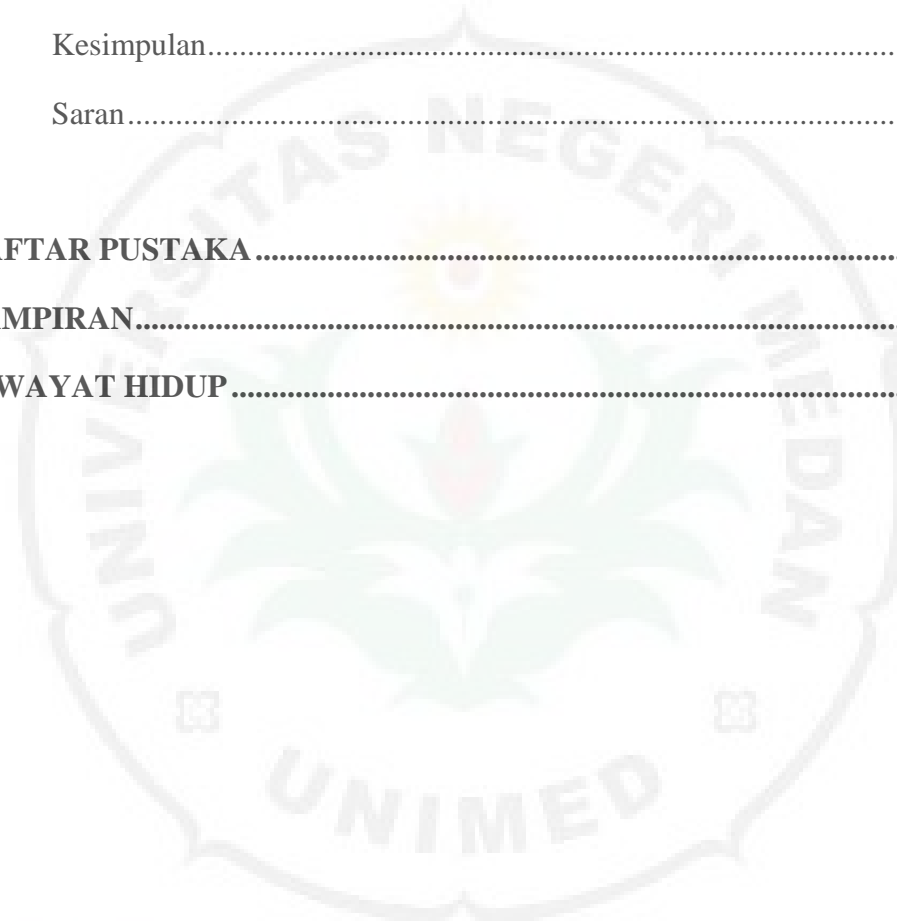 Kesimpulan........................................................................................
Saran..................................................................................................
AFTAR PUSTAKA..................................................................................
MPIRAN................................................................................................
WAYAT HIDUP.....................................................................................
UNIVERSITAS NEGERI MEDAN
UNIMED